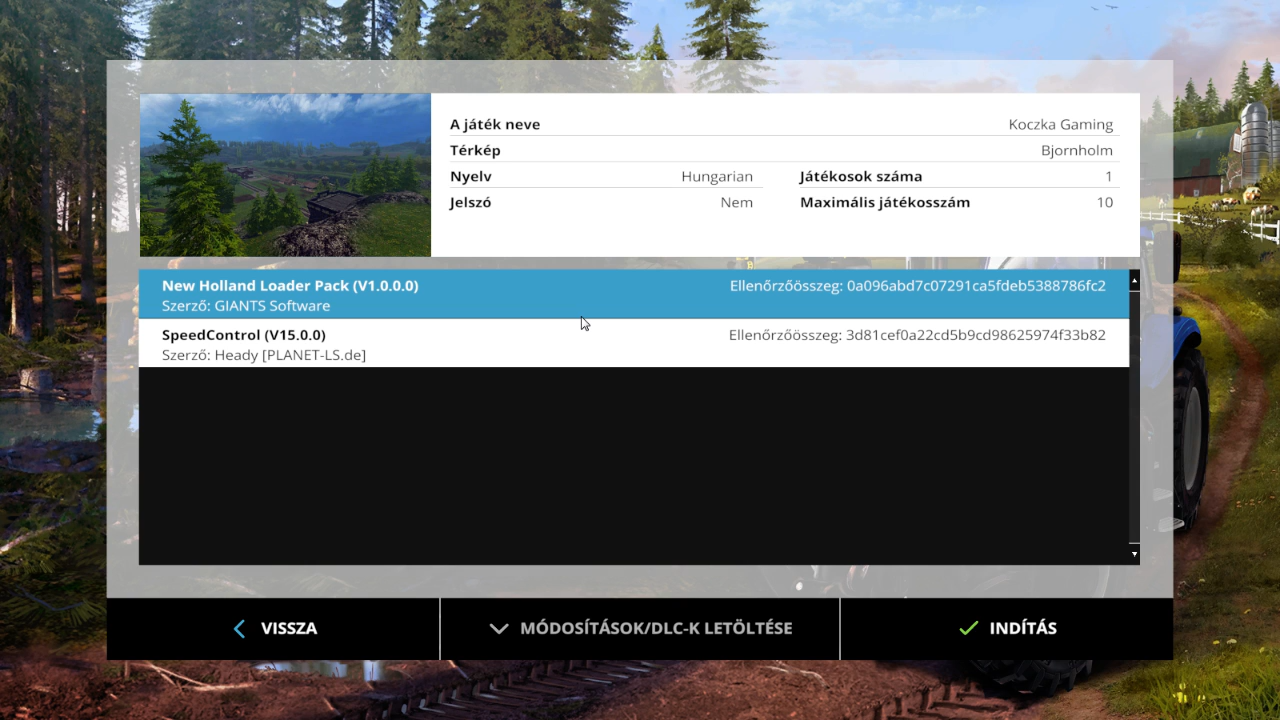 A játék neve Koczka Gaming
Térkép Bjornholm
Nyelv Hungarian Játékosok száma 1
Jelszó Nem Maximális játékosszám 10
New Holland Loader Pack (V1.0.0.0) Ellenőrzőösszeg: 0a096abd7c07291ca5fdeb5388786fc2
Szerző: GIANTS Software
SpeedControl (V15.0.0) Ellenőrzőösszeg: 3d81cef0a22cd5b9cd98625974f33b82
Szerző: Heady [PLANET-LS.de]
VISSZA MÓDOSÍTÁSOK/DLC-K LETÖLTÉSE INDÍTÁS